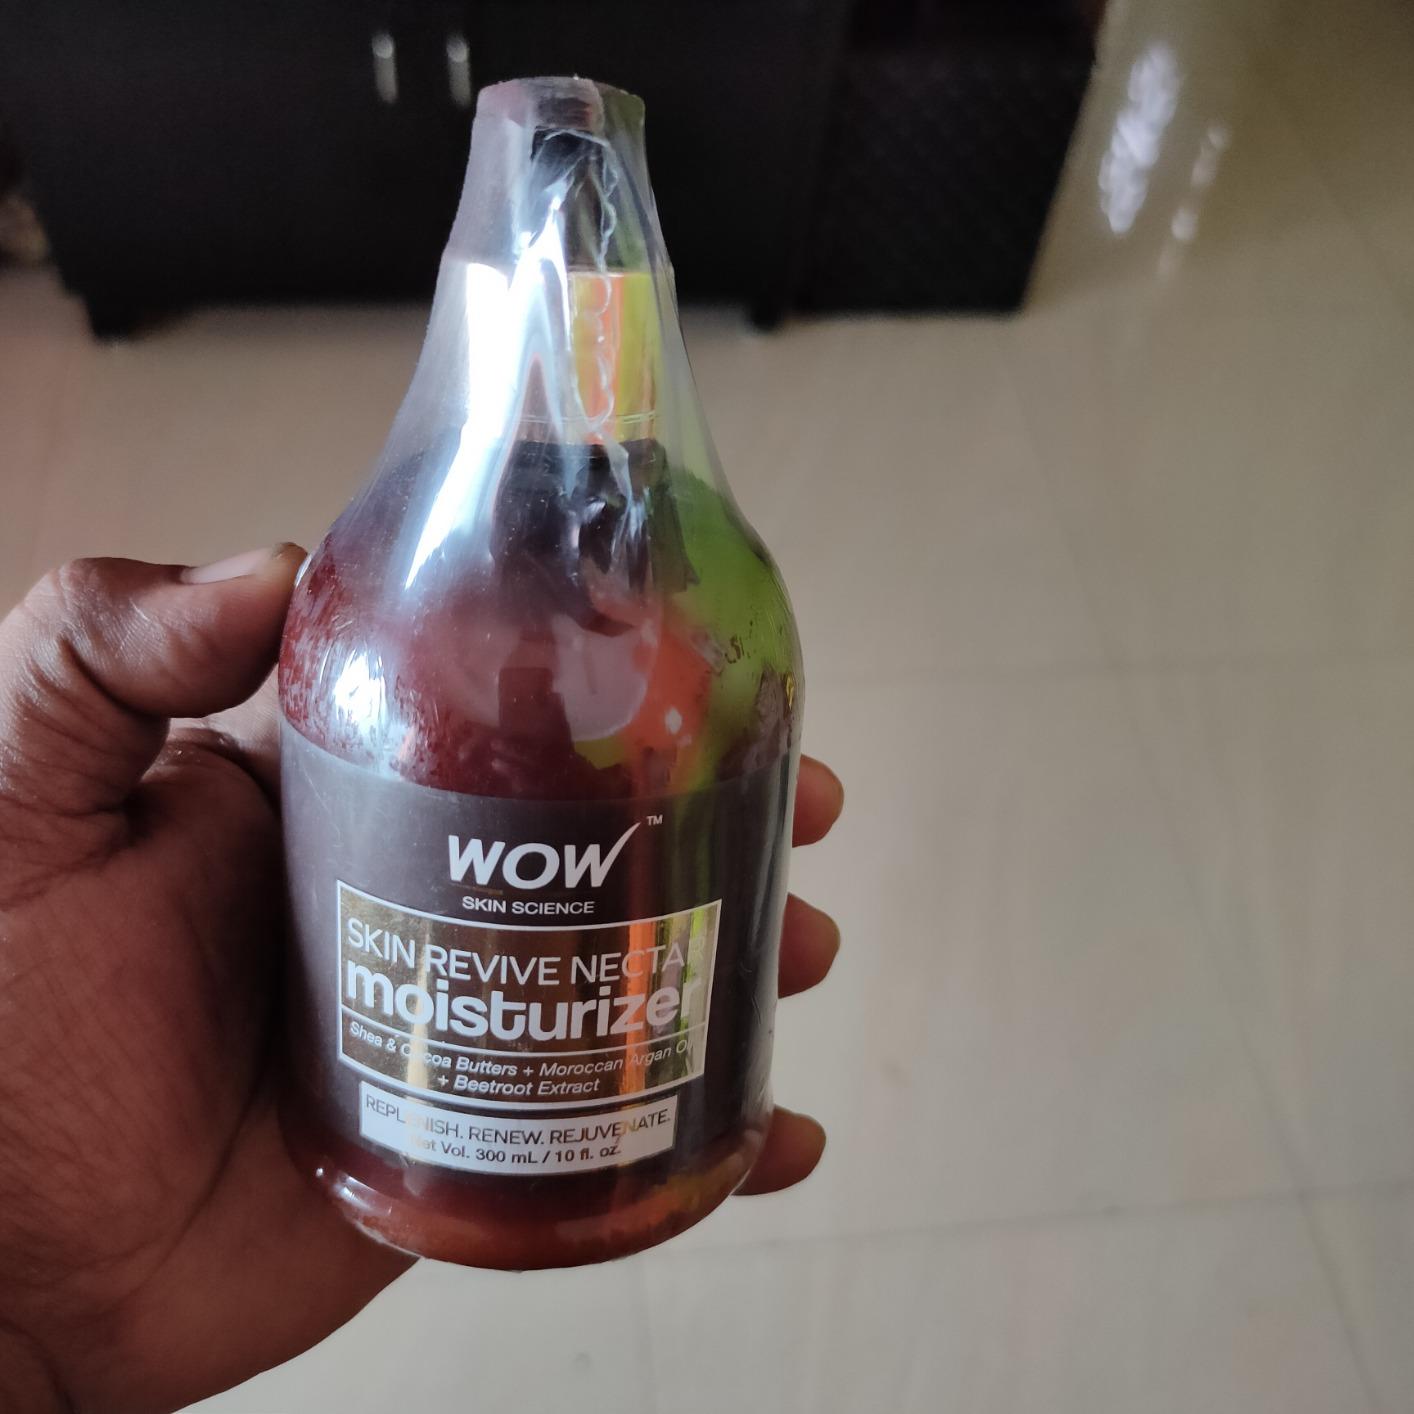 WOW™
SKIN SCIENCE
SKIN REVIVE NECTAR
moisturizer
Shea & Cocoa Butters + Moroccan Argan Oil
+ Beetroot Extract
REPLENISH. RENEW. REJUVENATE.
Net Vol. 300 mL / 10 fl. oz.